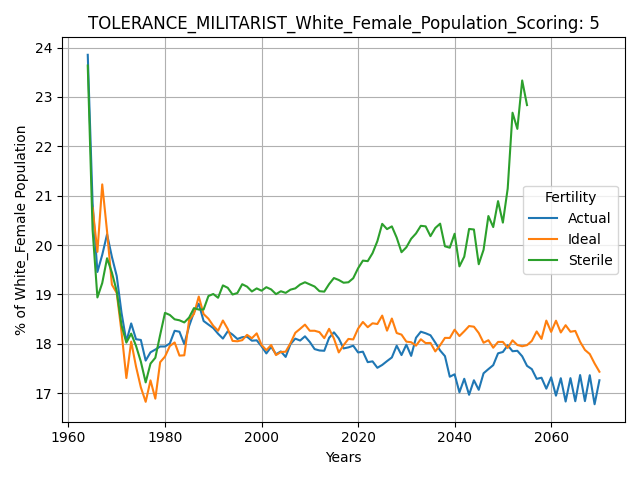 TOLERANCE_MILITARIST_White_Female_Population_Scoring: 5
24
23
22
21
20
19
18
17
% of White_Female Population
Fertility
Actual
Ideal
Sterile
1960
1980
2000
2020
2040
2060
Years